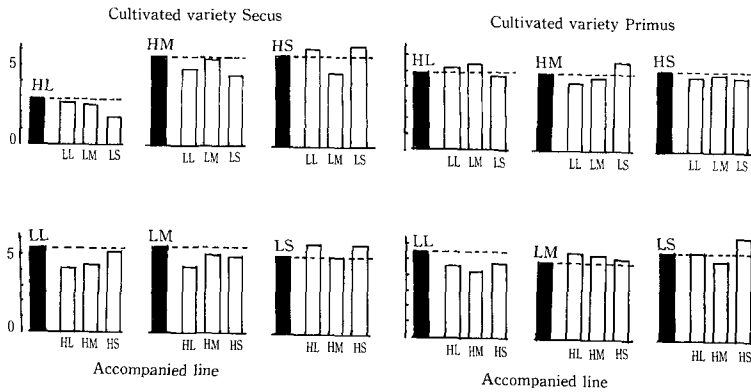 Cultivated variety Secus
Cultivated variety Primus
5
0
HL
LL LM LS
HM
LL LM LS
HS
LL LM LS
HL
LL LM LS
HM
LL LM LS
HS
LL LM LS
5
0
LL
HL HM HS
LM
HL HM HS
LS
HL HM HS
LL
HL HM HS
LM
HL HM HS
LS
HL HM HS
Accompanied line
Accompanied line